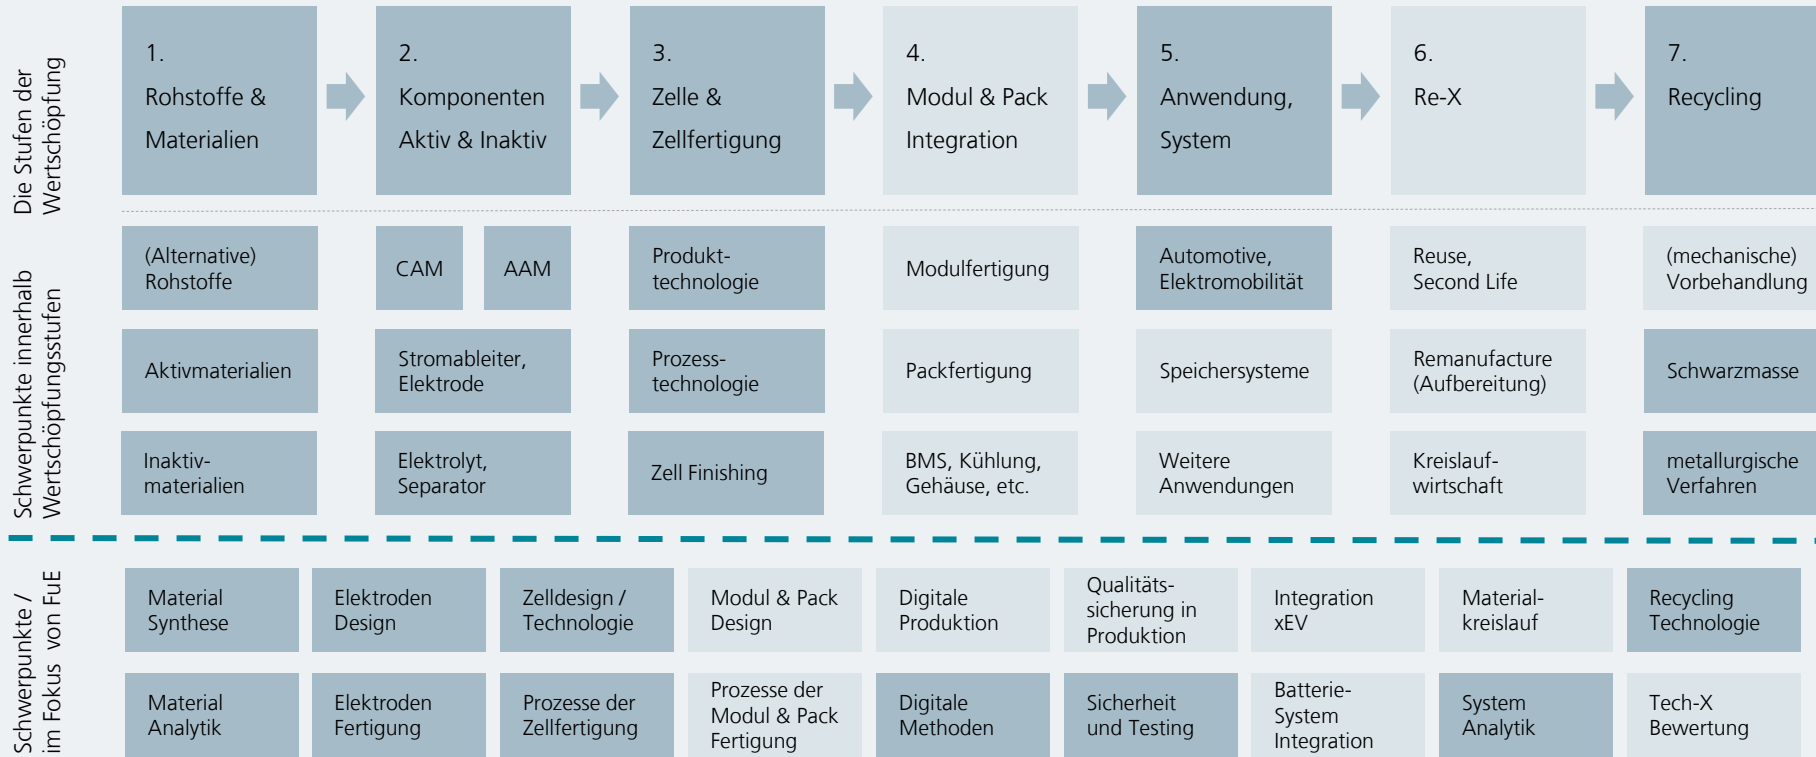 Die Stufen der
Wertschöpfung
1.
Rohstoffe &
Materialien
2.
Komponenten
Aktiv & Inaktiv
3.
Zelle &
Zellfertigung
4.
Modul & Pack
Integration
5.
Anwendung,
System
6.
Re-X
7.
Recycling
Schwerpunkte innerhalb
Wertschöpfungsstufen
(Alternative)
Rohstoffe
CAM
AAM
Produkt-
technologie
Modulfertigung
Automotive,
Elektromobilität
Reuse,
Second Life
(mechanische)
Vorbehandlung
Aktivmaterialien
Stromableiter,
Elektrode
Prozess-
technologie
Packfertigung
Speichersysteme
Remanufacture
(Aufbereitung)
Schwarzmasse
Inaktiv-
materialien
Elektrolyt,
Separator
Zell Finishing
BMS, Kühlung,
Gehäuse, etc.
Weitere
Anwendungen
Kreislauf-
wirtschaft
metallurgische
Verfahren
Schwerpunkte /
im Fokus von FuE
Material
Synthese
Elektroden
Design
Zelldesign /
Technologie
Modul & Pack
Design
Digitale
Produktion
Qualitäts-
sicherung in
Produktion
Integration
xEV
Material-
kreislauf
Recycling
Technologie
Material
Analytik
Elektroden
Fertigung
Prozesse der
Zellfertigung
Prozesse der
Modul & Pack
Fertigung
Digitale
Methoden
Sicherheit
und Testing
Batterie-
System
Integration
System
Analytik
Tech-X
Bewertung